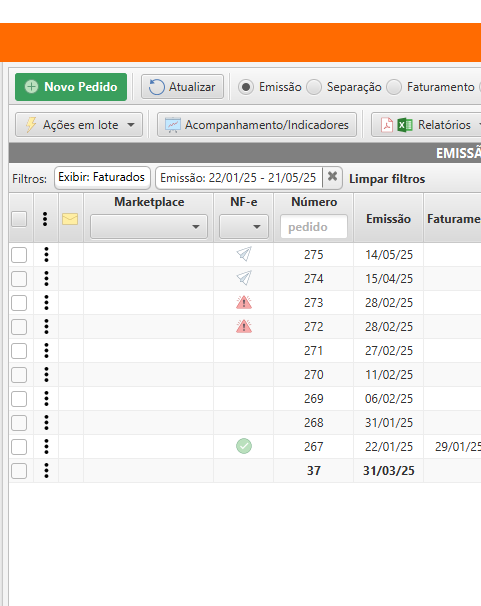 Novo Pedido Atualizar Emissão Separação Faturamento
Ações em lote Acompanhamento/Indicadores Relatórios
EMISSÃ
Filtros: Exibir: Faturados Emissão: 22/01/25 - 21/05/25 Limpar filtros
Marketplace NF-e Número Emissão Faturame
pedido
275 14/05/25
274 15/04/25
273 28/02/25
272 28/02/25
271 27/02/25
270 11/02/25
269 06/02/25
268 31/01/25
267 22/01/25 29/01/25
37 31/03/25